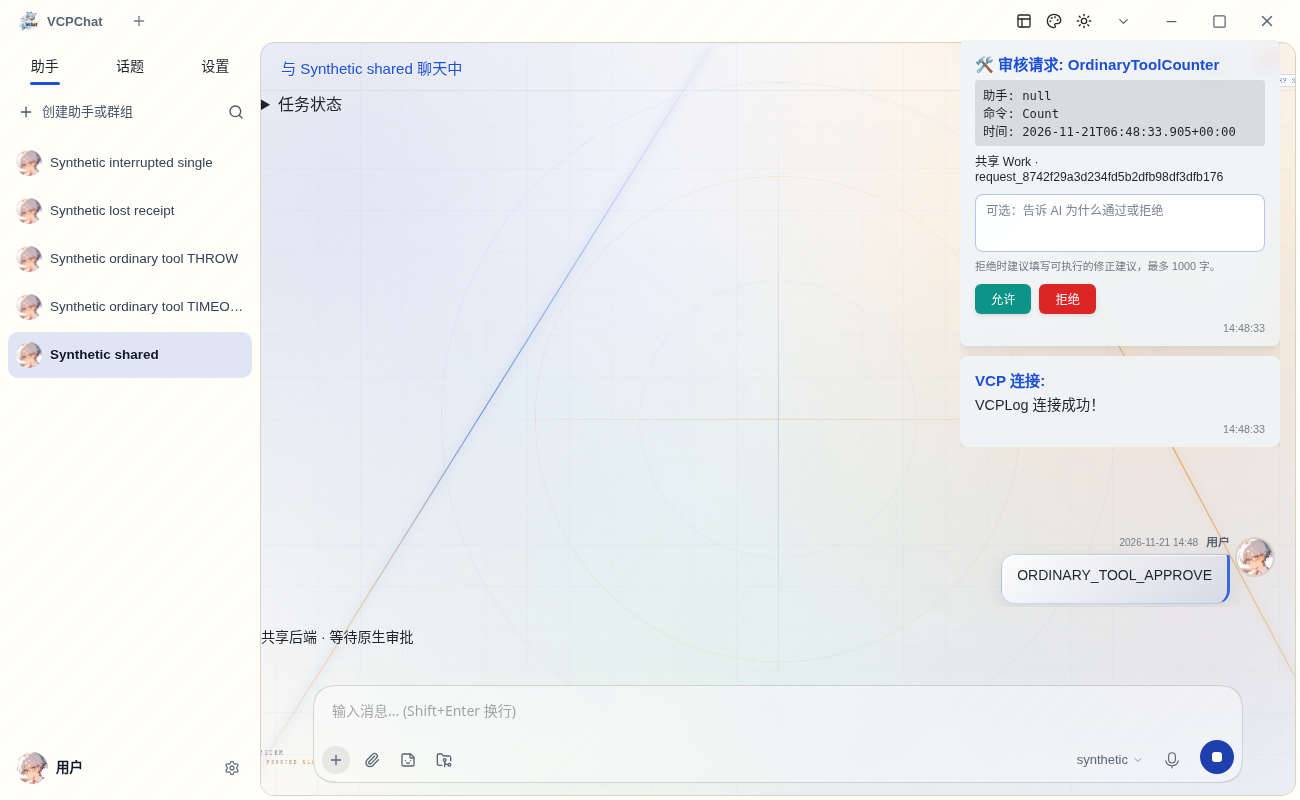 VCPChat
助手
话题
设置
创建助手或群组
Synthetic interrupted single
Synthetic lost receipt
Synthetic ordinary tool THROW
Synthetic ordinary tool TIMEO…
Synthetic shared
用户
与 Synthetic shared 聊天中
任务状态
🛠️ 审核请求: OrdinaryToolCounter
助手: null
命令: Count
时间: 2026-11-21T06:48:33.905+00:00
共享 Work ·
request_8742f29a3d234fd5b2dfb98df3dfb176
可选：告诉 AI 为什么通过或拒绝
拒绝时建议填写可执行的修正建议，最多 1000 字。
允许
拒绝
14:48:33
VCP 连接:
VCPLog 连接成功！
14:48:33
2026-11-21 14:48 用户
ORDINARY_TOOL_APPROVE
共享后端 · 等待原生审批
输入消息... (Shift+Enter 换行)
synthetic